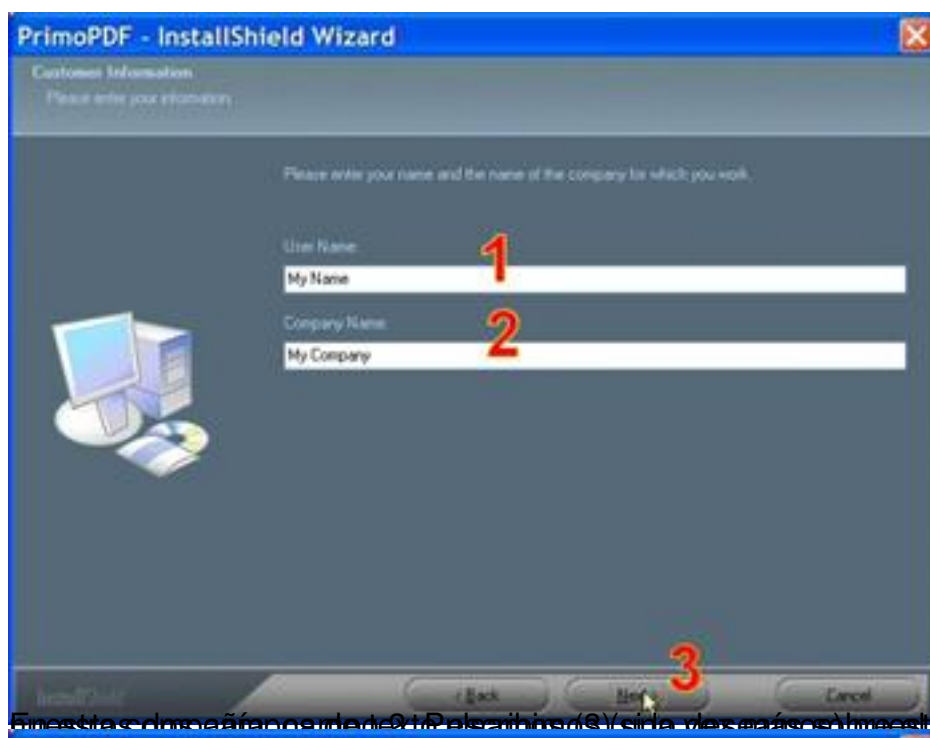 PrimoPDF - InstallShield Wizard
Customer Information
Please enter your information.
Please enter your name and the name of the company for which you work.
User Name:
1
My Name
Company Name:
2
My Company
3
InstallShield
< Back
Next >
Cancel